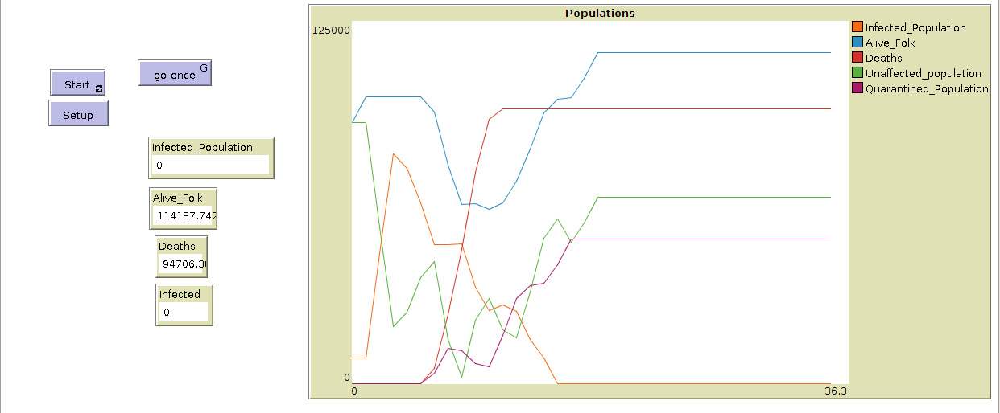 Populations
125000
0
0
36.3
Infected_Population
Alive_Folk
Deaths
Unaffected_population
Quarantined_Population
Start
go-once
G
Setup
Infected_Population
0
Alive_Folk
114187.742
Deaths
94706.3
Infected
0